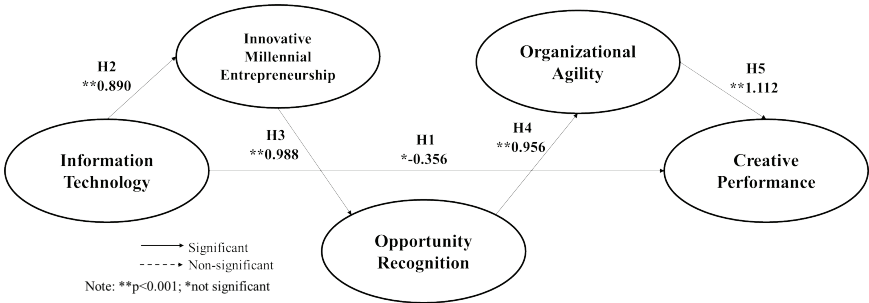 Innovative
Millennial
Entrepreneurship
Organizational
Agility
H2
**0.890
H5
**1.112
H3
**0.988
H1
*-0.356
H4
**0.956
Information
Technology
Creative
Performance
Opportunity
Recognition
Significant
Non-significant
Note: **p<0.001; *not significant